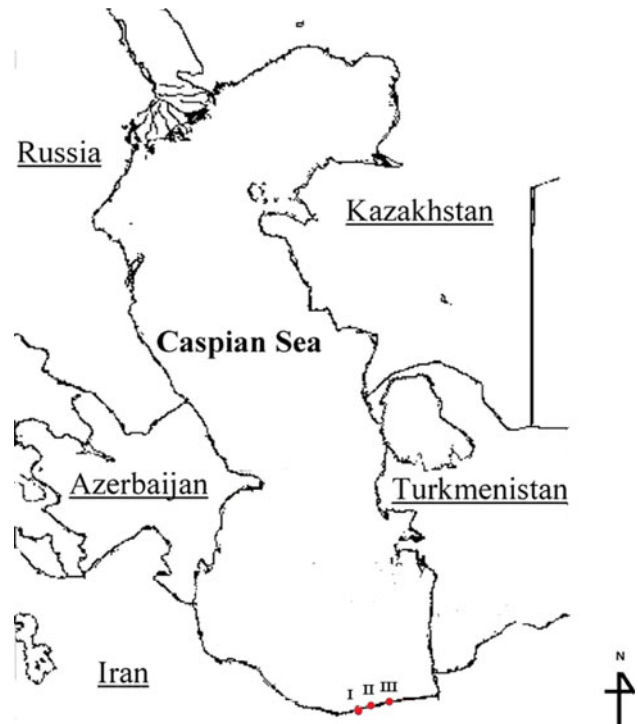 Russia
Kazakhstan
Caspian Sea
Azerbaijan
Turkmenistan
Iran
I II III
N